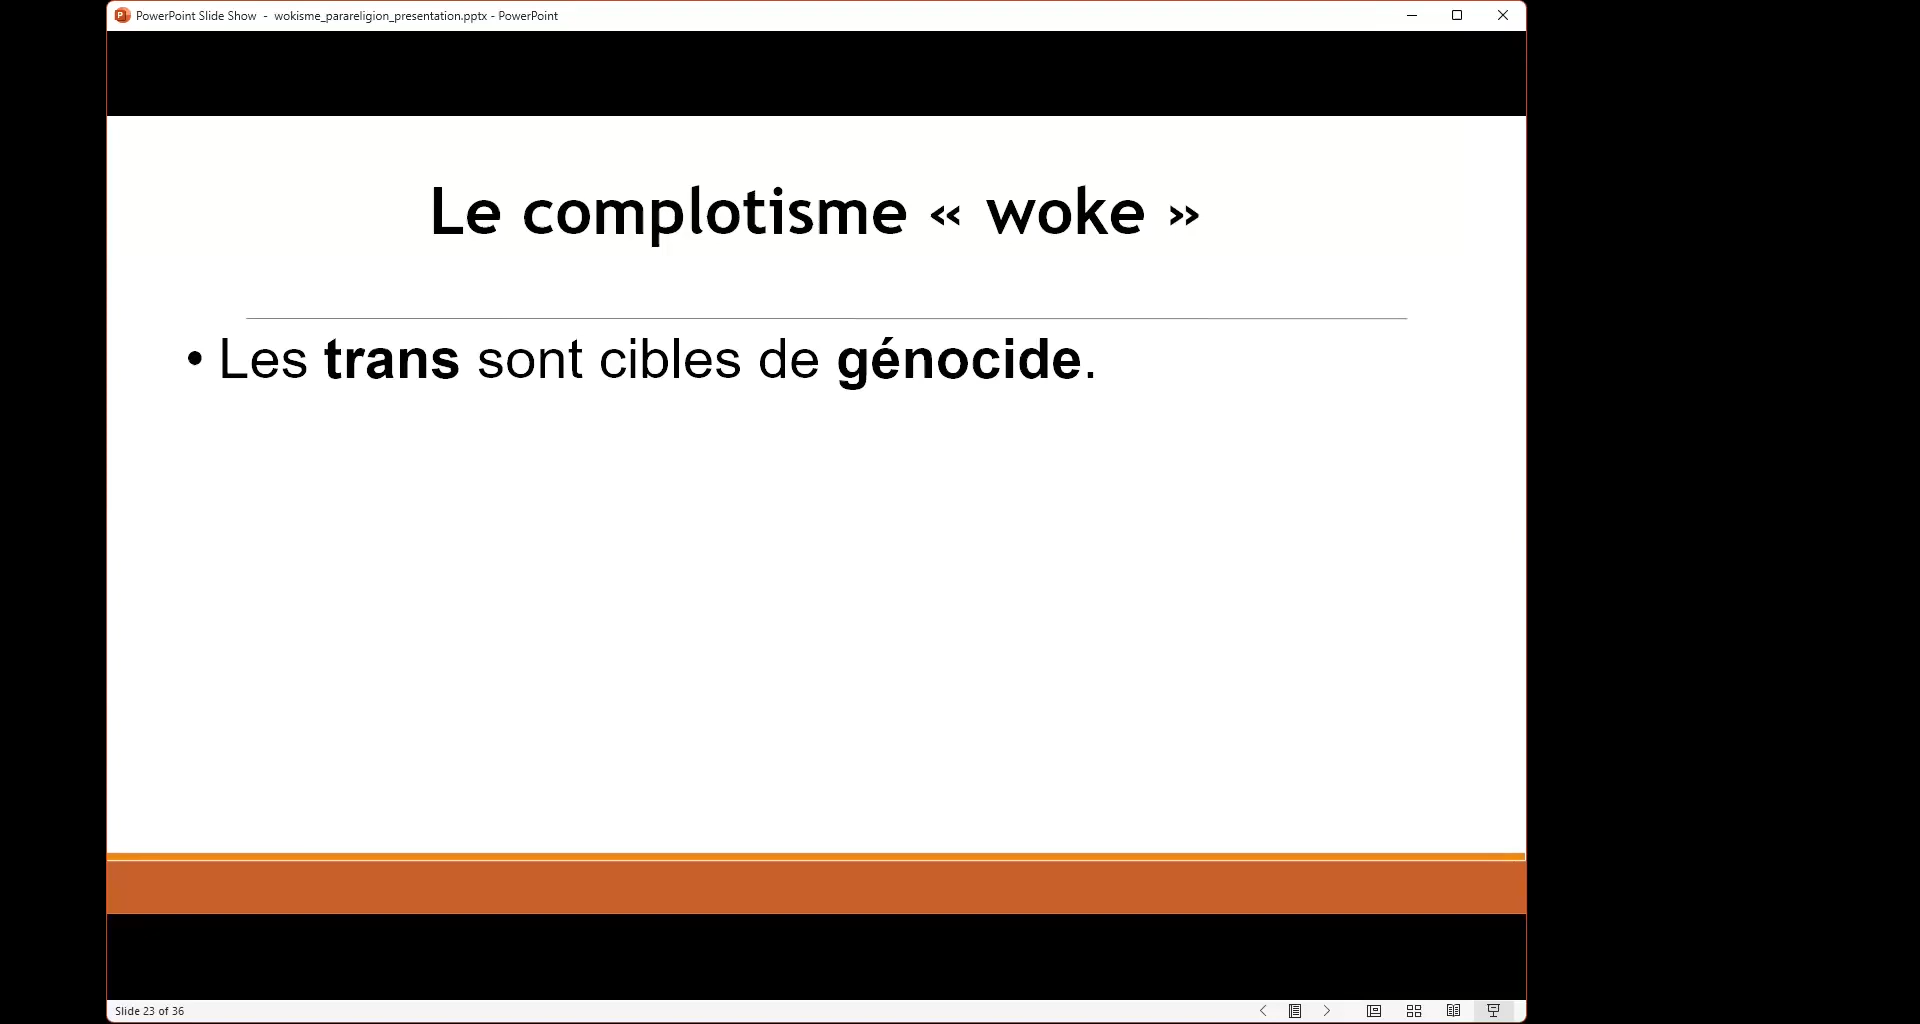 PowerPoint Slide Show - wokisme_parareligion_presentation.pptx - PowerPoint
Le complotisme « woke »
• Les trans sont cibles de génocide.
Slide 23 of 36